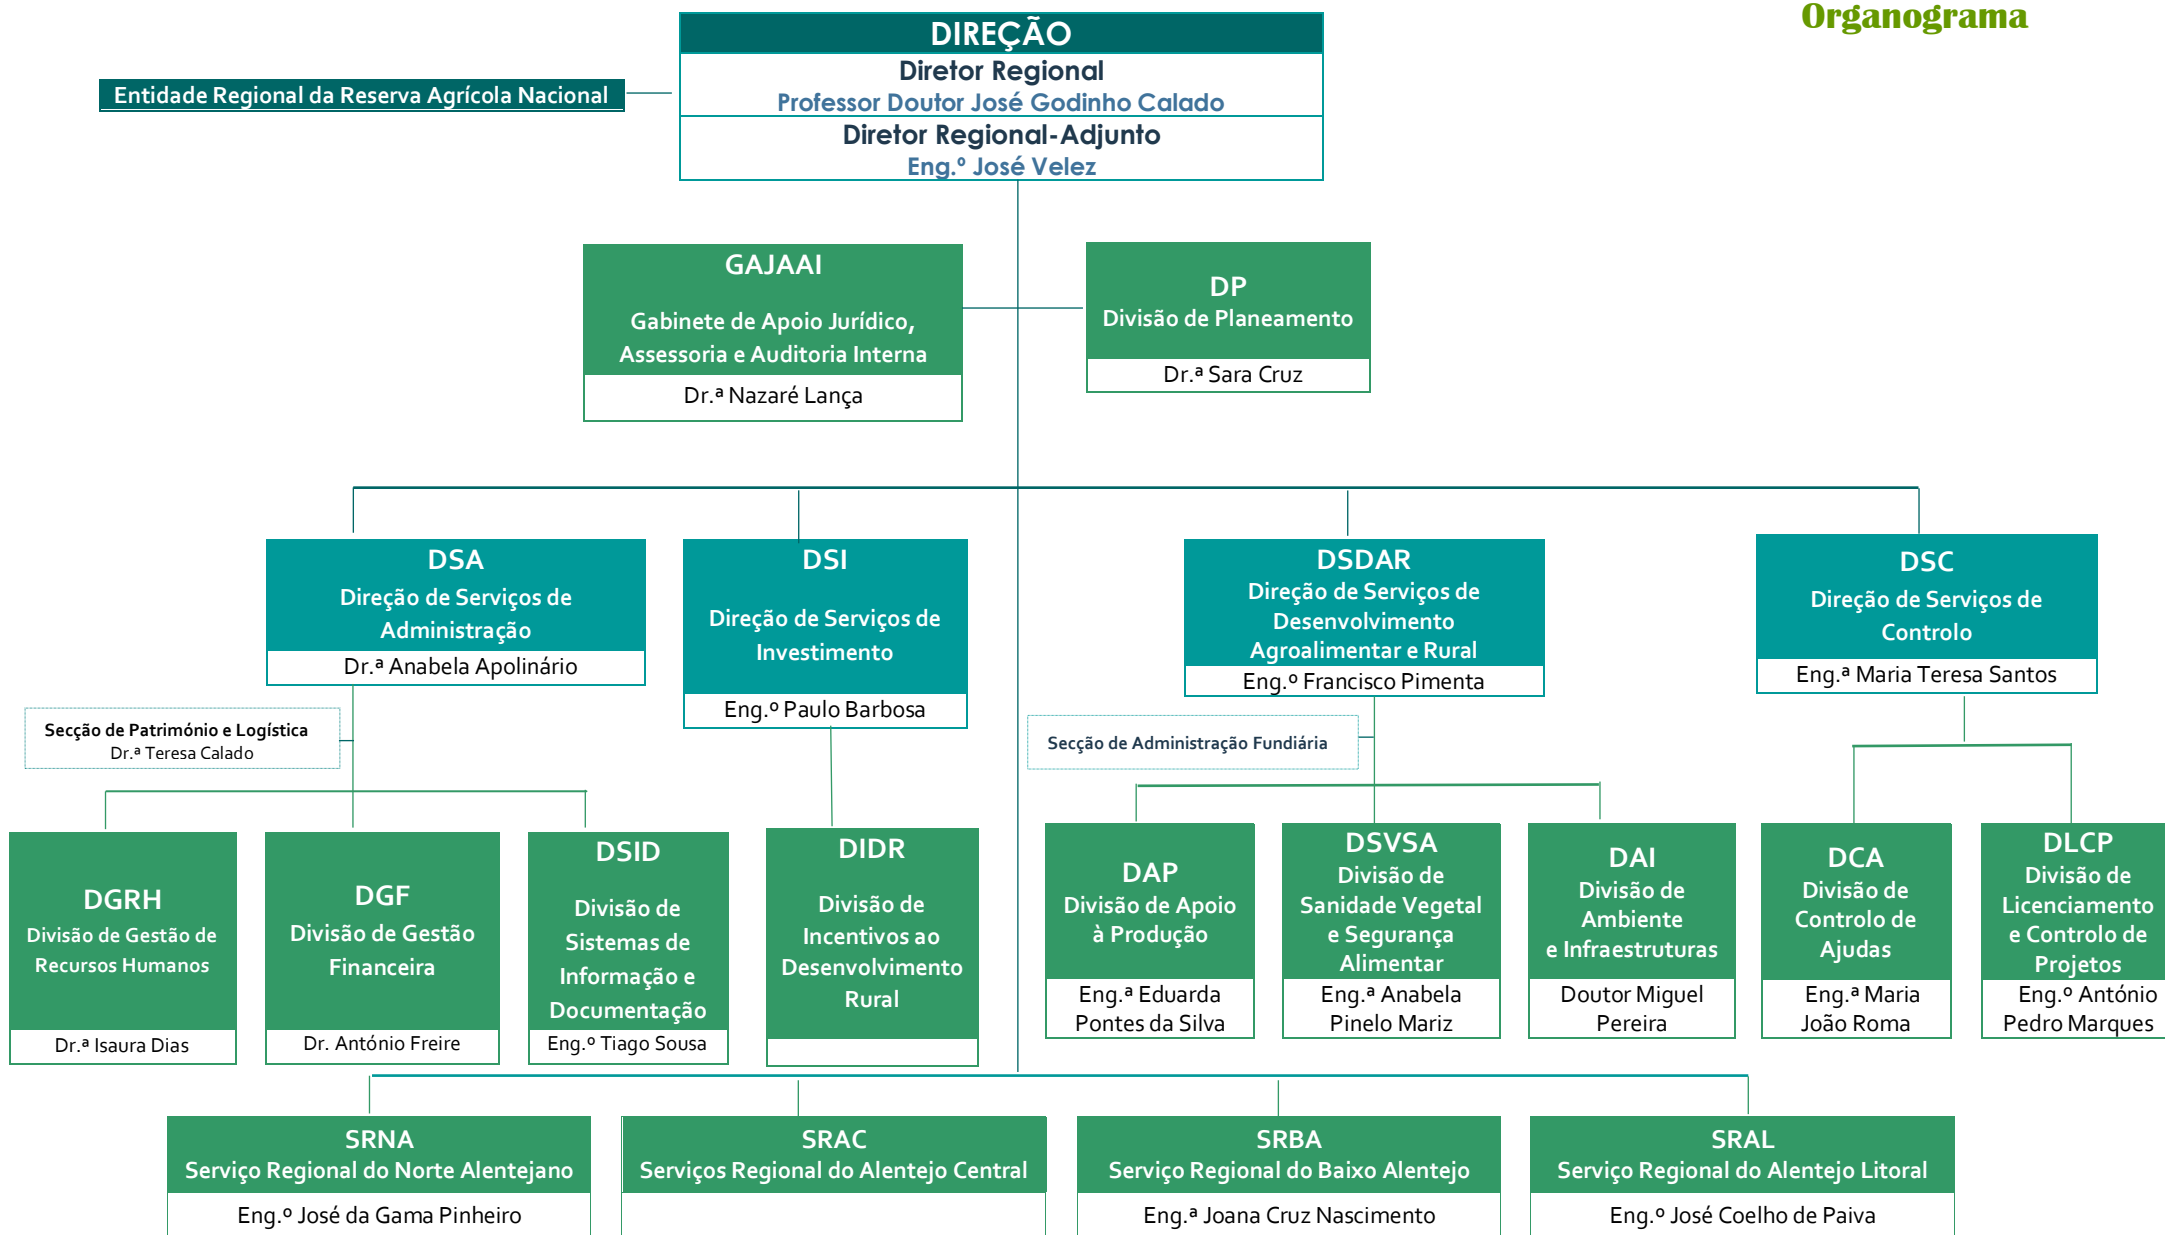 Organograma
DIREÇÃO
Diretor Regional
Professor Doutor José Godinho Calado
Diretor Regional-Adjunto
Eng.º José Velez
Entidade Regional da Reserva Agrícola Nacional
GAJAAI
Gabinete de Apoio Jurídico,
Assessoria e Auditoria Interna
Dr.ª Nazaré Lança
DP
Divisão de Planeamento
Dr.ª Sara Cruz
DSA
Direção de Serviços de
Administração
Dr.ª Anabela Apolinário
DSI
Direção de Serviços de
Investimento
Eng.º Paulo Barbosa
DSDAR
Direção de Serviços de
Desenvolvimento
Agroalimentar e Rural
Eng.º Francisco Pimenta
DSC
Direção de Serviços de
Controlo
Eng.ª Maria Teresa Santos
Secção de Património e Logística
Dr.ª Teresa Calado
Secção de Administração Fundiária
DGRH
Divisão de Gestão de
Recursos Humanos
Dr.ª Isaura Dias
DGF
Divisão de Gestão
Financeira
Dr. António Freire
DSID
Divisão de
Sistemas de
Informação e
Documentação
Eng.º Tiago Sousa
DIDR
Divisão de
Incentivos ao
Desenvolvimento
Rural
DAP
Divisão de Apoio
à Produção
Eng.ª Eduarda
Pontes da Silva
DSVSA
Divisão de
Sanidade Vegetal
e Segurança
Alimentar
Eng.ª Anabela
Pinelo Mariz
DAI
Divisão de
Ambiente
e Infraestruturas
Doutor Miguel
Pereira
DCA
Divisão de
Controlo de
Ajudas
Eng.ª Maria
João Roma
DLCP
Divisão de
Licenciamento
e Controlo de
Projetos
Eng.º António
Pedro Marques
SRNA
Serviço Regional do Norte Alentejano
Eng.º José da Gama Pinheiro
SRAC
Serviços Regional do Alentejo Central
SRBA
Serviço Regional do Baixo Alentejo
Eng.ª Joana Cruz Nascimento
SRAL
Serviço Regional do Alentejo Litoral
Eng.º José Coelho de Paiva